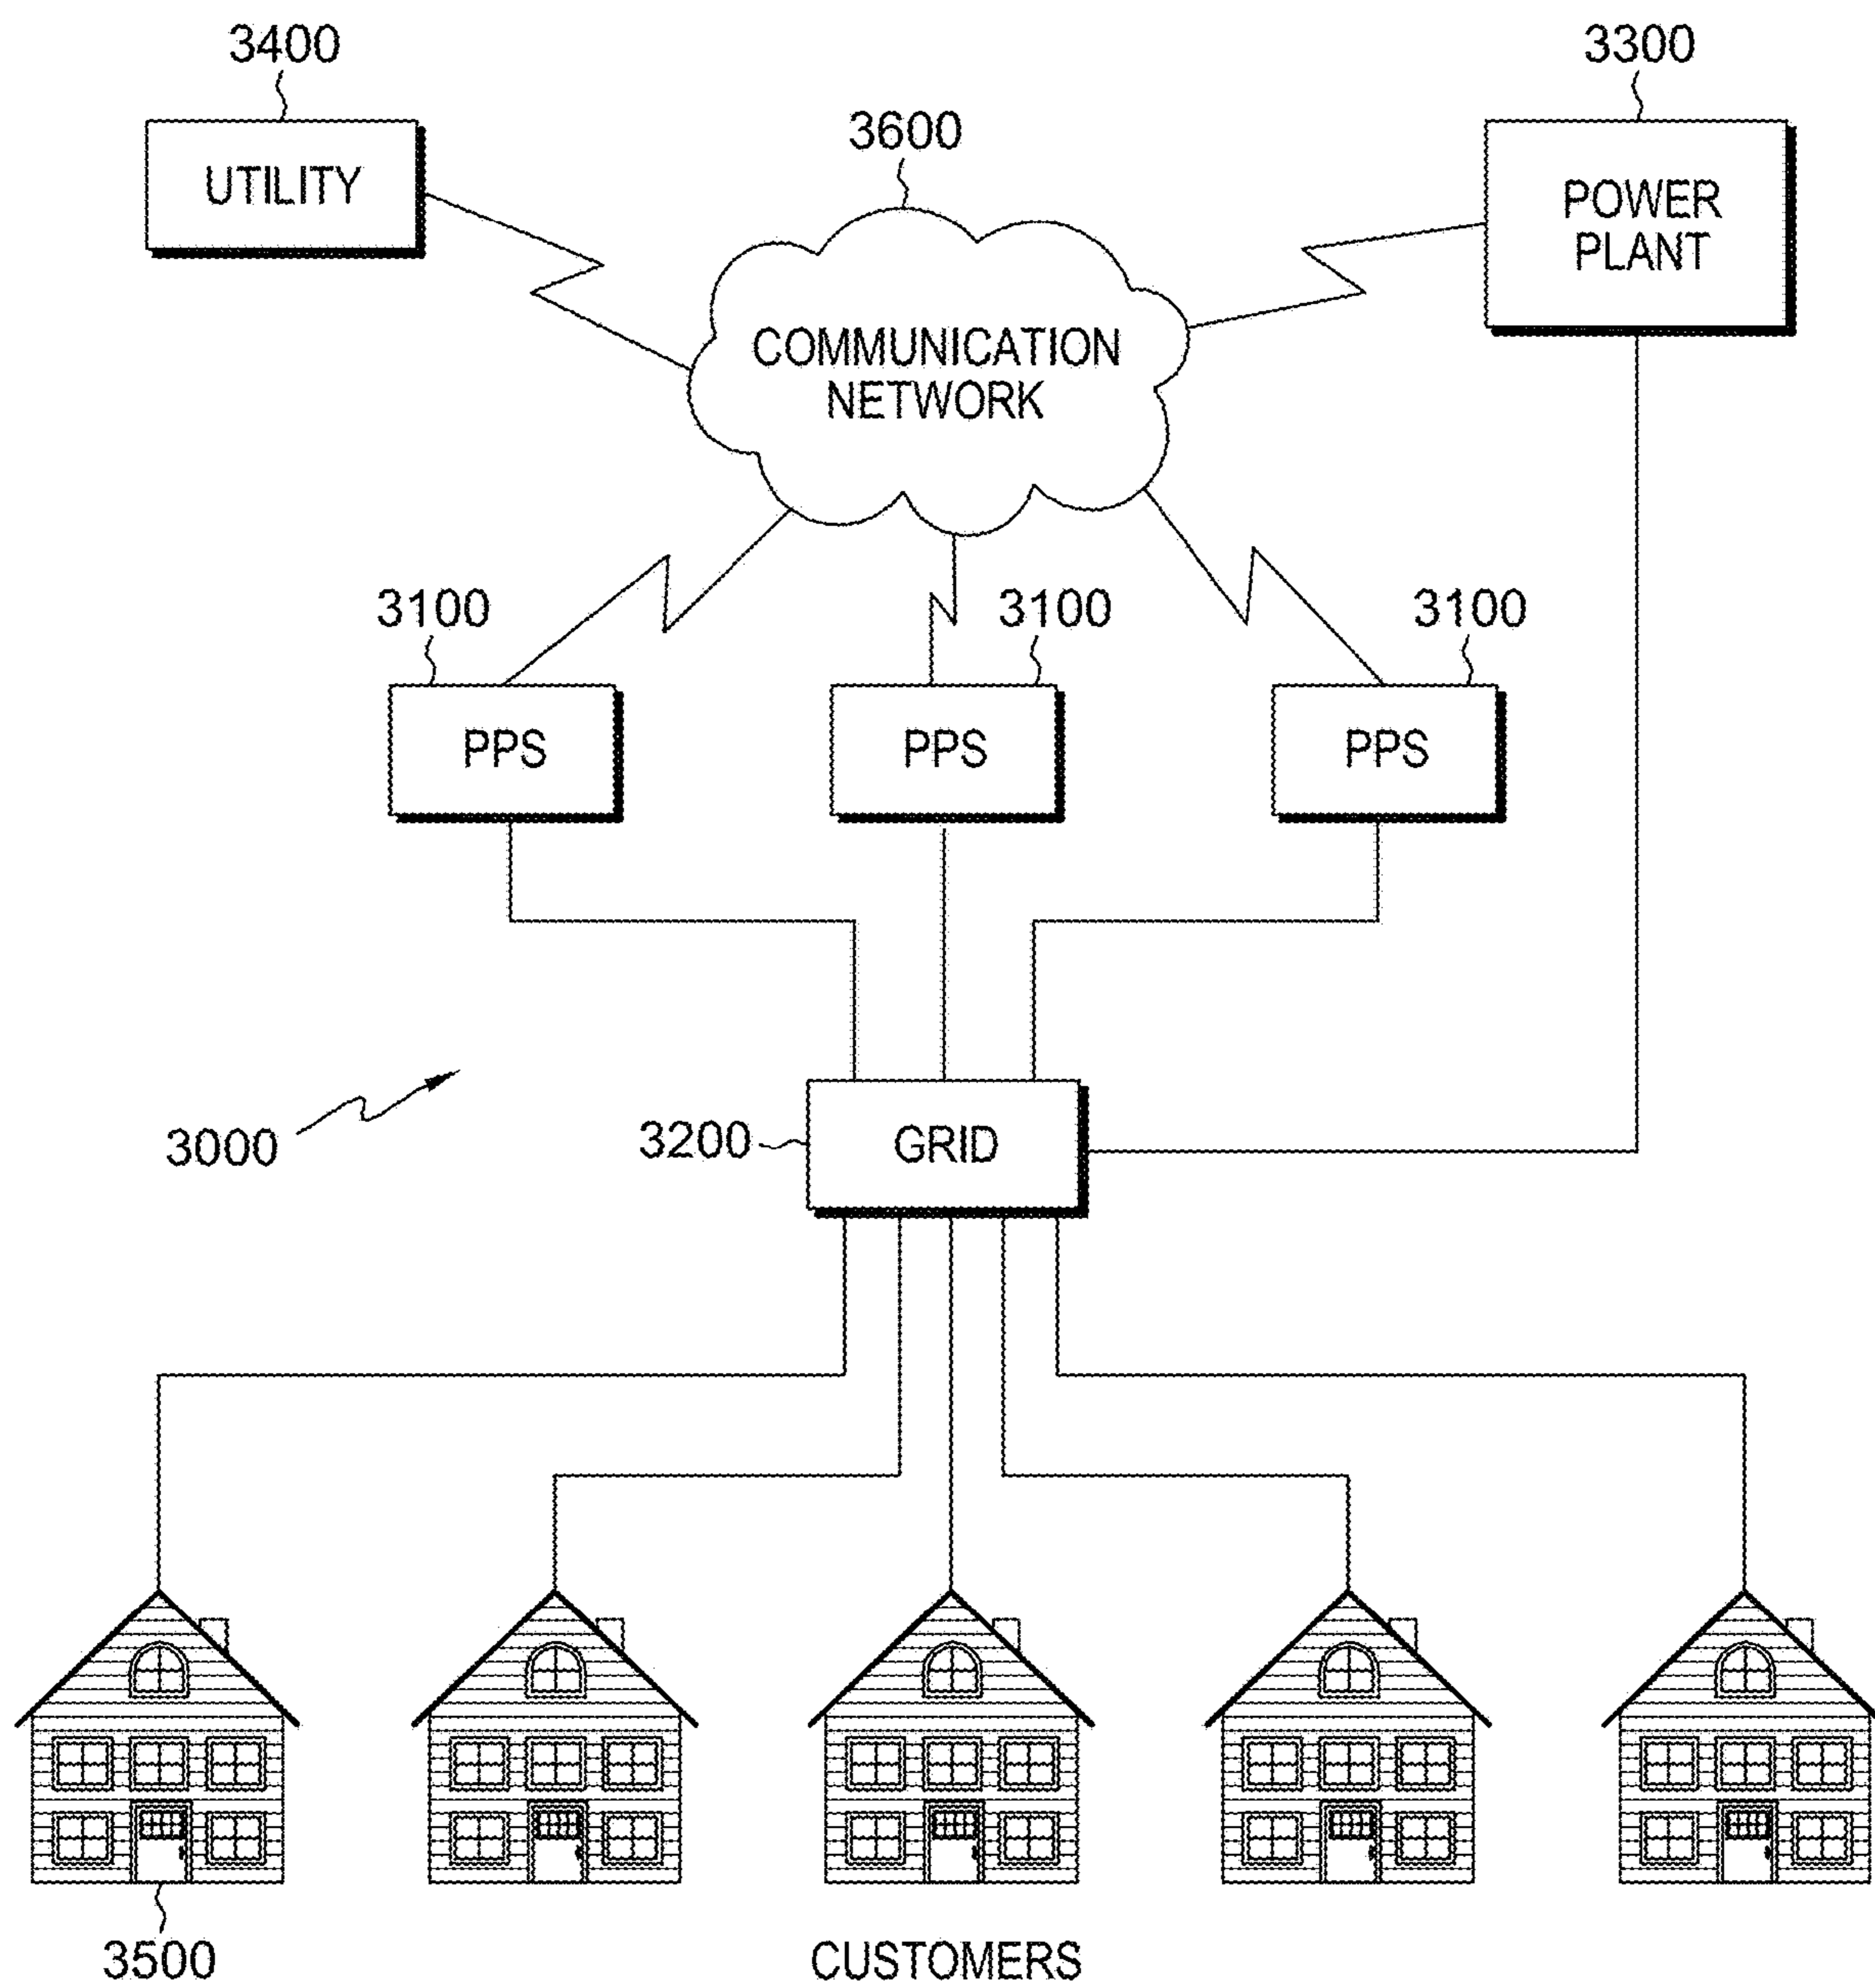 3400
3300
3600
UTILITY
POWER
PLANT
COMMUNICATION
NETWORK
3100
3100
3100
PPS
PPS
PPS
3000
3200
GRID
3500
CUSTOMERS